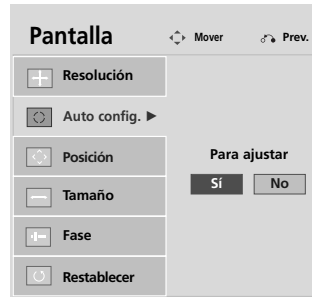 Pantalla
Mover
Prev.
Resolución
Auto config. ►
Posición
Tamaño
Fase
Restablecer
Para ajustar
Sí
No